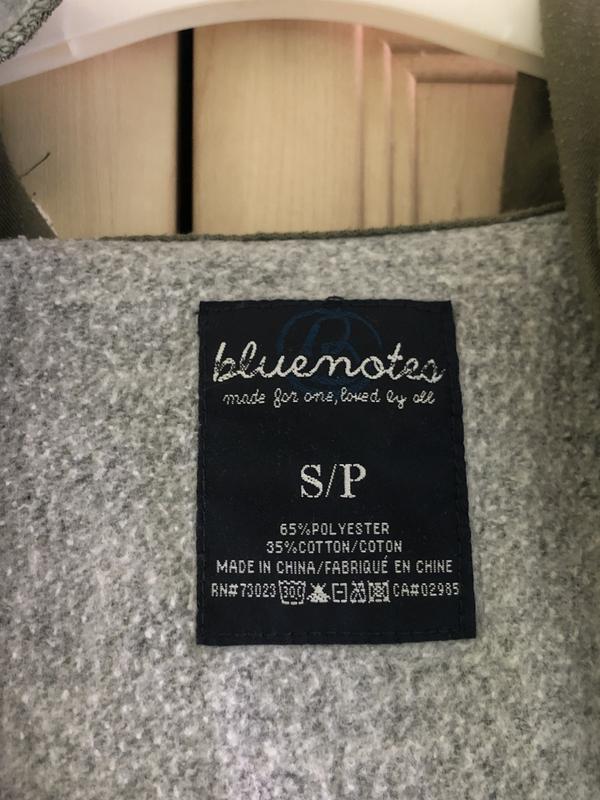 bluenotes
made for one, loved by all
S/P
65%POLYESTER
35%COTTON/COTON
MADE IN CHINA/FABRIQUÉ EN CHINE
RN#73023 30C CA#02985